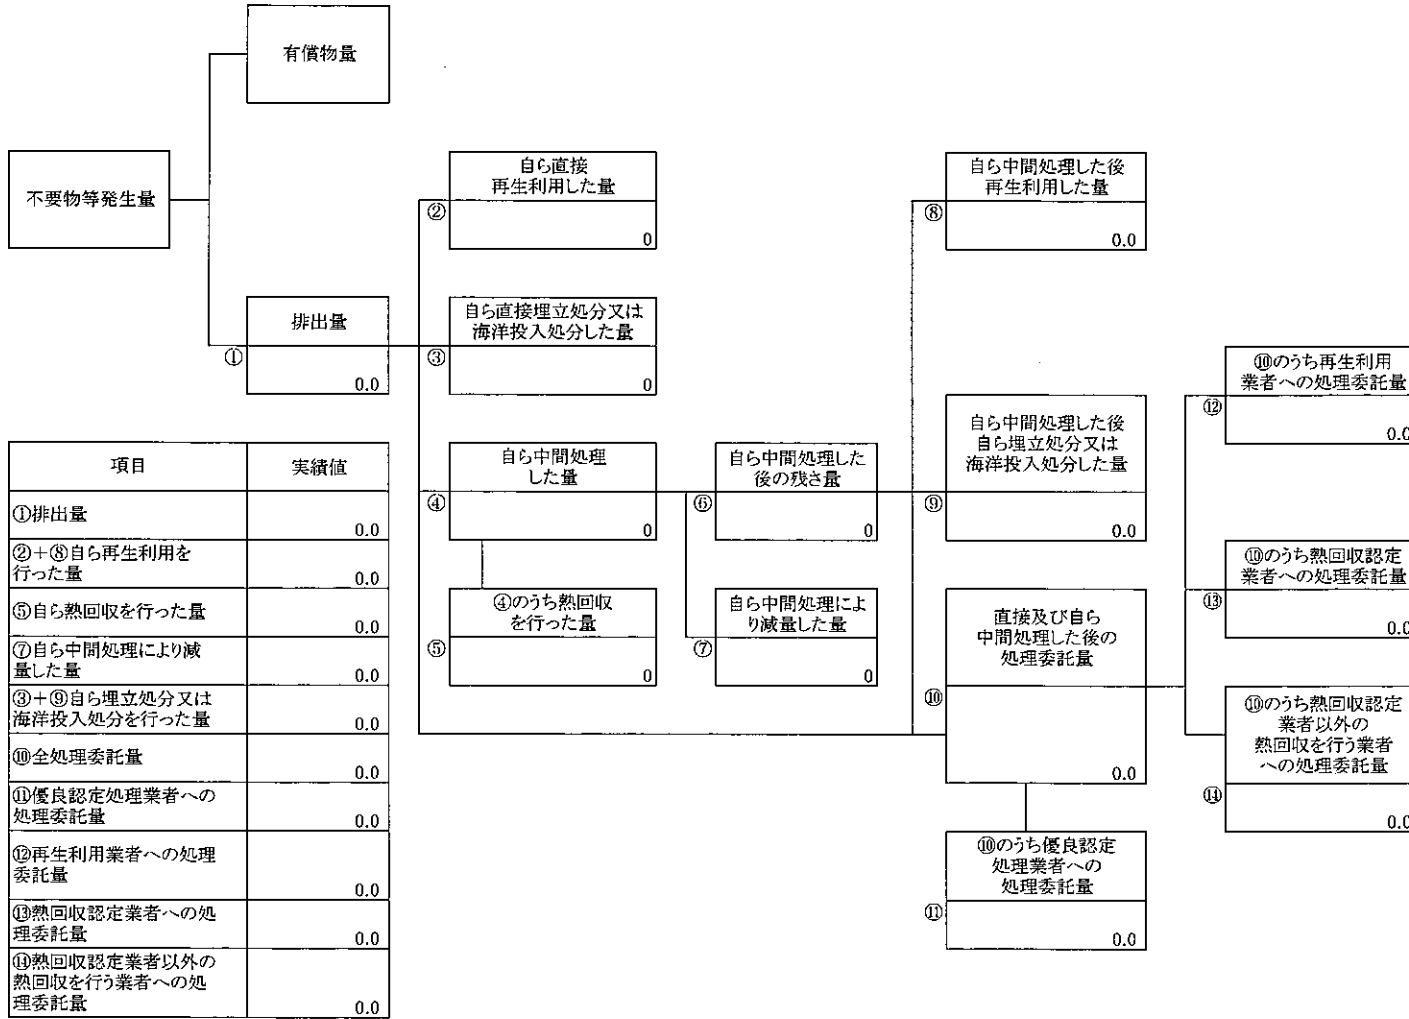 有償物量
不要物等発生量
自ら直接
再生利用した量
②
0
自ら中間処理した後
再生利用した量
⑧
0.0
排出量
①
0.0
自ら直接埋立処分又は
海洋投入処分した量
③
0
⑩のうち再生利用
業者への処理委託量
⑫
0.0
自ら中間処理
した量
④
0
自ら中間処理した
後の残さ量
⑥
0
自ら中間処理した後
自ら埋立処分又は
海洋投入処分した量
⑨
0.0
⑩のうち熱回収認定
業者への処理委託量
⑬
0.0
④のうち熱回収
を行った量
⑤
0
自ら中間処理によ
り減量した量
⑦
0
直接及び自ら
中間処理した後の
処理委託量
⑩
0.0
⑩のうち熱回収認定
業者以外の
熱回収を行う業者
への処理委託量
⑭
0.0
⑩のうち優良認定
処理業者への
処理委託量
⑪
0.0
項目 実績値
①排出量
0.0
②+⑧自ら再生利用を
行った量 0.0
⑤自ら熱回収を行った量
0.0
⑦自ら中間処理により減
量した量 0.0
③+⑨自ら埋立処分又は
海洋投入処分を行った量 0.0
⑩全処理委託量
0.0
⑪優良認定処理業者への
処理委託量 0.0
⑫再生利用業者への処理
委託量
0.0
⑬熱回収認定業者への処
理委託量 0.0
⑭熱回収認定業者以外の
熱回収を行う業者への処
理委託量 0.0